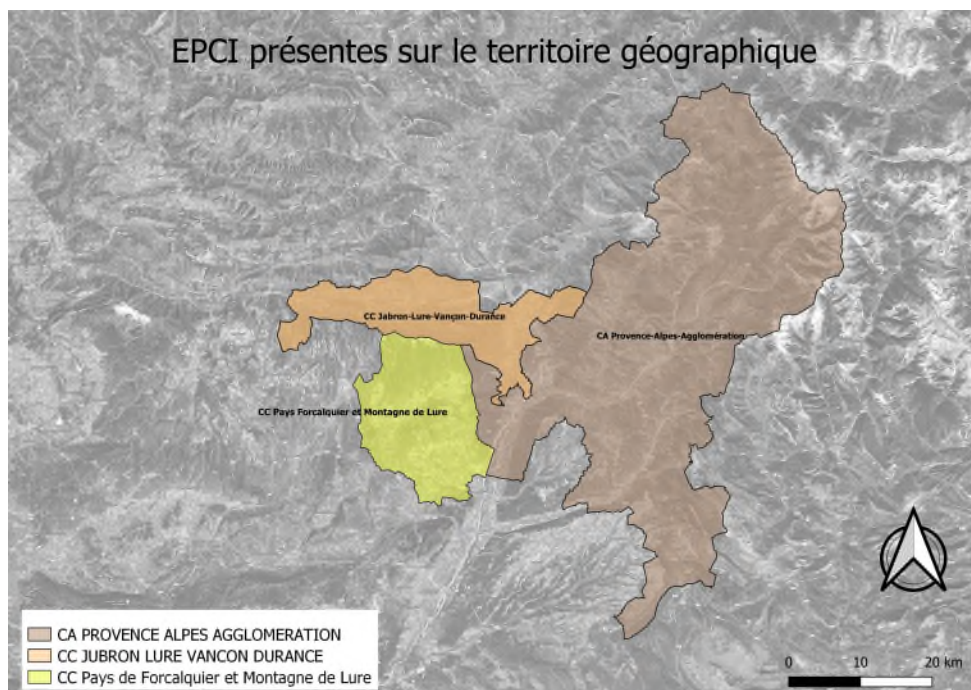 EPCI présentes sur le territoire géographique
CC Jabron-Lure-Vançon-Durance
CA Provence-Alpes-Agglomération
CC Pays Forcalquier et Montagne de Lure
CA PROVENCE ALPES AGGLOMERATION
CC JUBRON LURE VANCON DURANCE
CC Pays de Forcalquier et Montagne de Lure
0 10 20 km